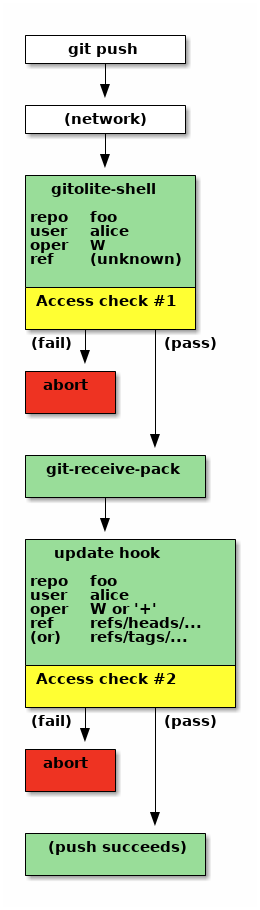 git push
(network)
gitolite-shell
repo foo
user alice
oper W
ref (unknown)
Access check #1
(fail) (pass)
abort
git-receive-pack
update hook
repo foo
user alice
oper W or '+'
ref refs/heads/...
(or) refs/tags/...
Access check #2
(fail) (pass)
abort
(push succeeds)